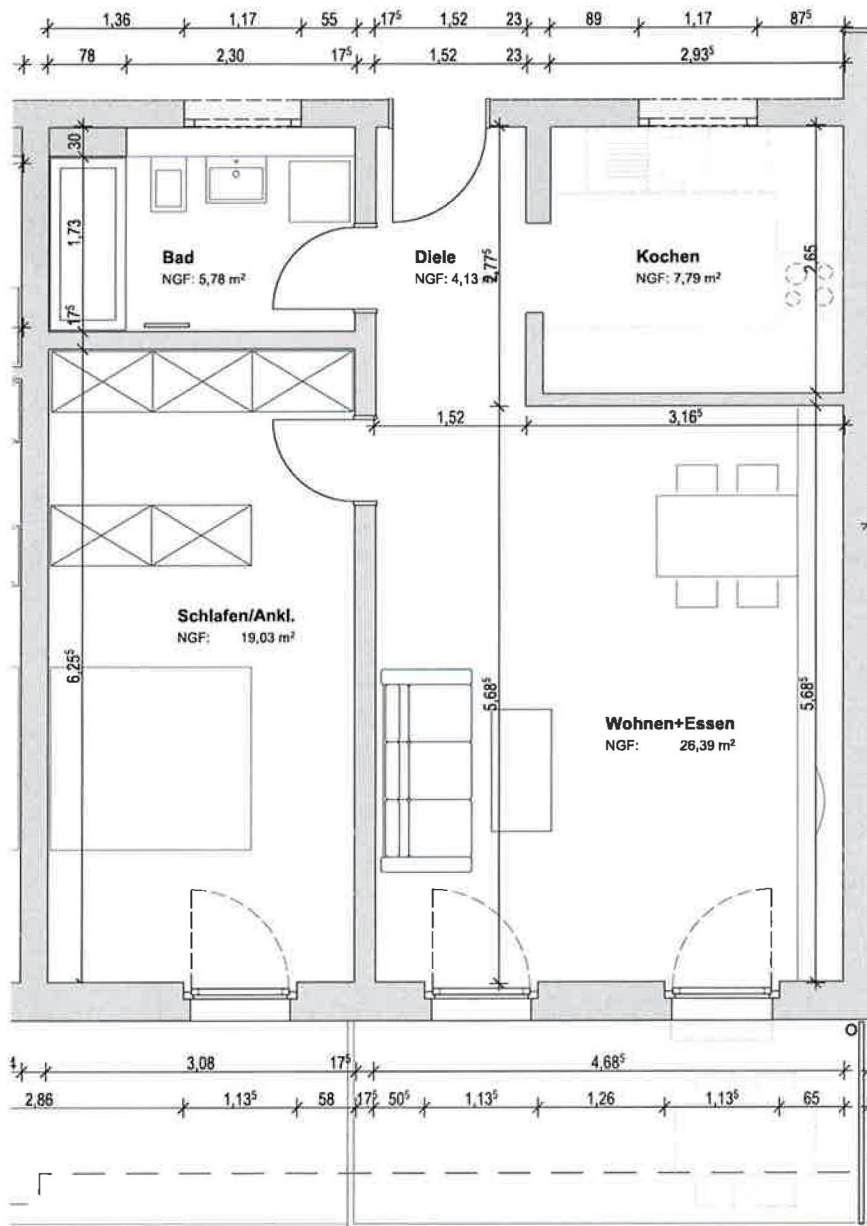 1,36 1,17 55 17⁵ 1,52 23 89 1,17 87⁵
78 2,30 17⁵ 1,52 23 2,93⁵
30
1,73
17⁵
Bad
NGF: 5,78 m²
Diele
NGF: 4,13
2,77⁵
Kochen
NGF: 7,79 m²
2,65
1,52 3,16⁵
Schlafen/Ankl.
NGF: 19,03 m²
6,25⁵
5,68⁵
5,68⁵
Wohnen+Essen
NGF: 26,39 m²
3,08 17⁵ 4,68⁵
2,86 1,13⁵ 58 17⁵ 50⁵ 1,13⁵ 1,26 1,13⁵ 65